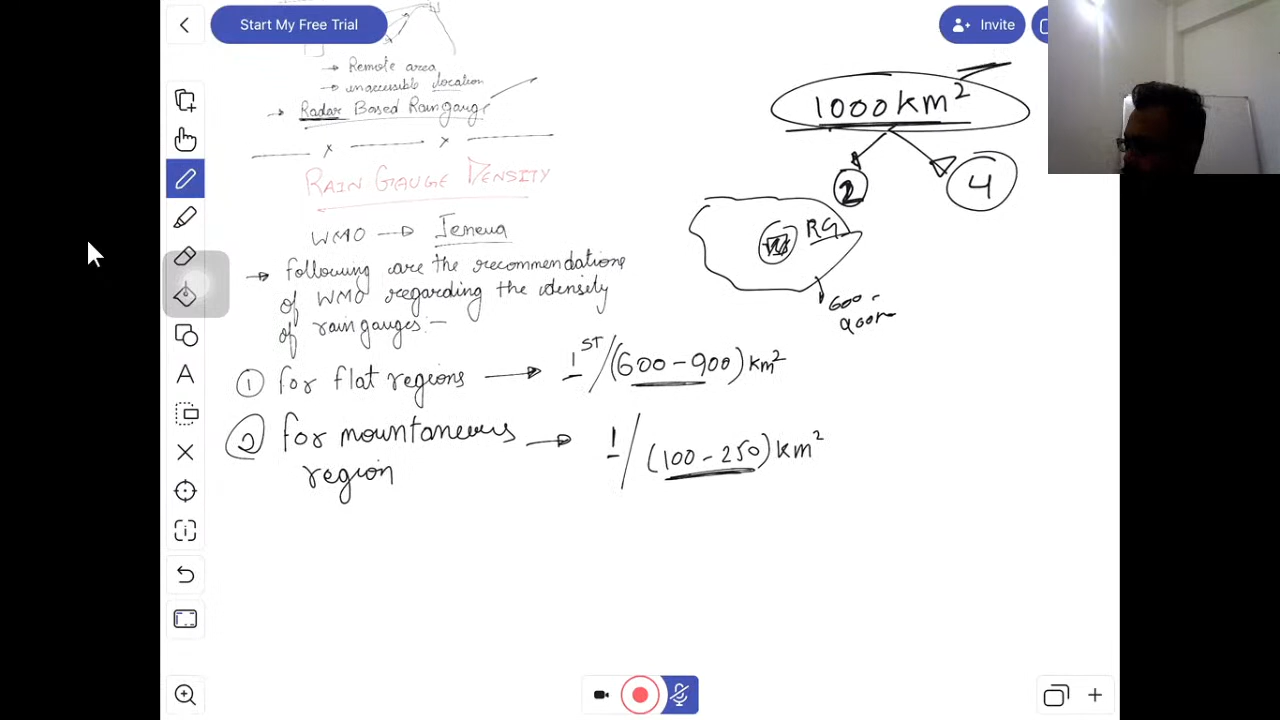 Start My Free Trial
Invite
→ Remote area
→ unaccessible location
→ Radar Based Raingauge
x x
RAIN GAUGE DENSITY
WMO → Jeneva
→ following are the recommendations
of WMO regarding the density
of raingauges:-
① for flat regions → 1ST/(600-900) km²
② for mountaneous → 1/(100-250) km²
region
1000 km²
2 4
RG
600-
900k
A